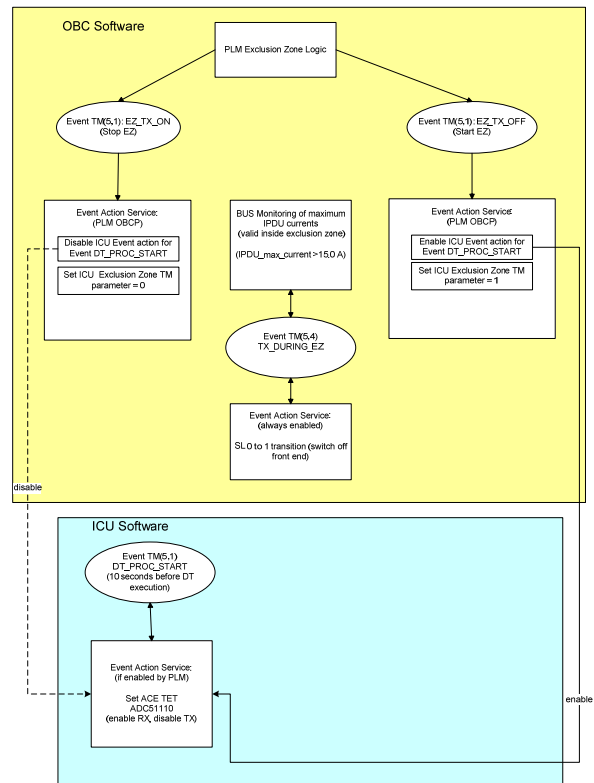 OBC Software
PLM Exclusion Zone Logic
Event TM(5,1): EZ_TX_ON
(Stop EZ)
Event TM(5,1): EZ_TX_OFF
(Start EZ)
Event Action Service:
(PLM OBCP)
Disable ICU Event action for
Event DT_PROC_START
Set ICU Exclusion Zone TM
parameter = 0
BUS Monitoring of maximum
IPDU currents
(valid inside exclusion zone)
(IPDU_max_current>15.0 A)
Event Action Service:
(PLM OBCP)
Enable ICU Event action for
Event DT_PROC_START
Set ICU Exclusion Zone TM
parameter = 1
Event TM(5,4)
TX_DURING_EZ
Event Action Service:
(always enabled)
SL 0 to 1 transition (switch off
front end)
disable
ICU Software
Event TM(5,1)
DT_PROC_START
(10 seconds before DT
execution)
Event Action Service:
(if enabled by PLM)
Set ACE TET
ADC51110
(enable RX, disable TX)
enable